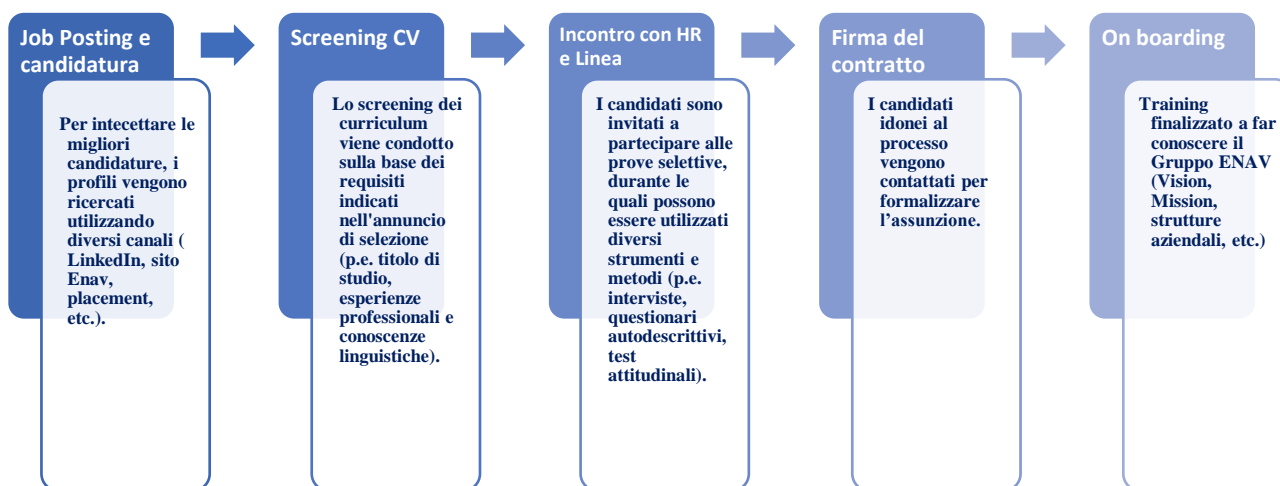 Job Posting e
candidatura
Per intecettare le
migliori
candidature, i
profili vengono
ricercati
utilizzando
diversi canali (
LinkedIn, sito
Enav,
placement,
etc.).
Screening CV
Lo screening dei
curriculum
viene condotto
sulla base dei
requisiti
indicati
nell'annuncio
di selezione
(p.e. titolo di
studio,
esperienze
professionali e
conoscenze
linguistiche).
Incontro con HR
e Linea
I candidati sono
invitati a
partecipare alle
prove selettive,
durante le
quali possono
essere utilizzati
diversi
strumenti e
metodi (p.e.
interviste,
questionari
autodescrittivi,
test
attitudinali).
Firma del
contratto
I candidati
idonei al
processo
vengono
contattati per
formalizzare
l’assunzione.
On boarding
Training
finalizzato a far
conoscere il
Gruppo ENAV
(Vision,
Mission,
strutture
aziendali, etc.)